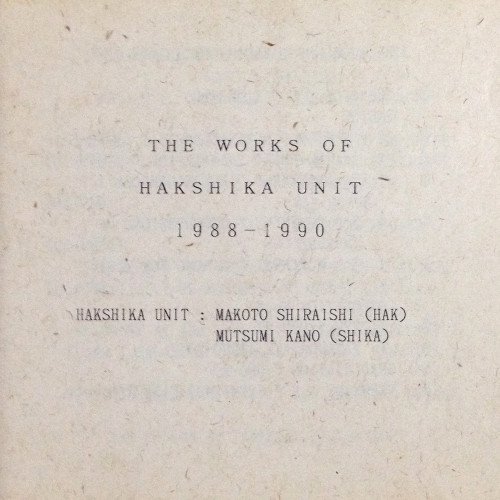 THE WORKS OF
HAKSHIKA UNIT
1988-1990
HAKSHIKA UNIT : MAKOTO SHIRAISHI (HAK)
MUTSUMI KANO (SHIKA)